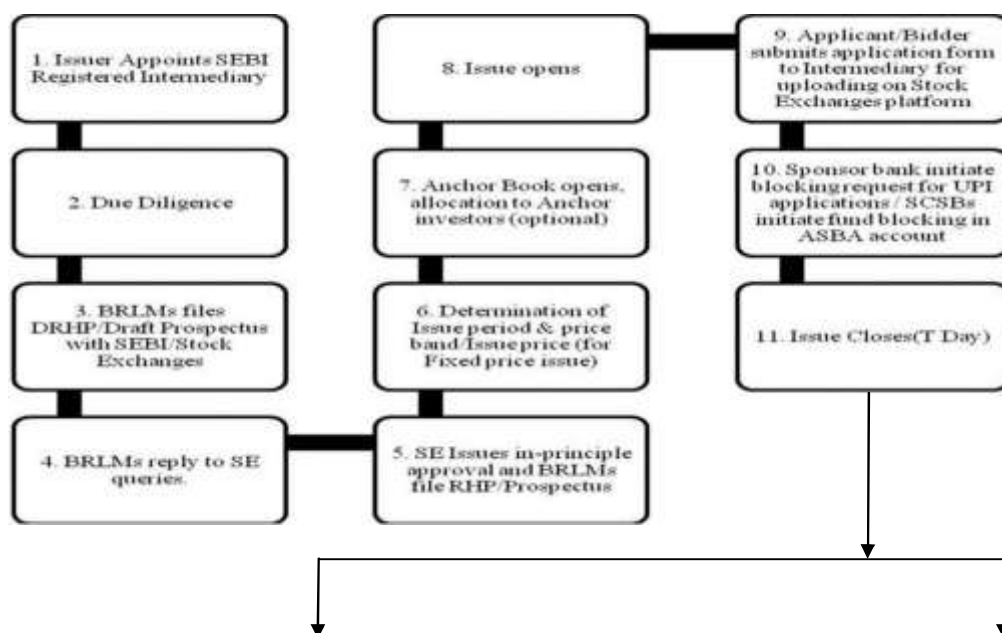 1. Issuer Appoints SEBI
Registered Intermediary
2. Due Diligence
3. BRLMs files
DRHP/Draft Prospectus
with SEBI/Stock
Exchanges
4. BRLMs reply to SE
queries.
5. SE Issues in-principle
approval and BRLMs
file RHP/Prospectus
6. Determination of
Issue period & price
band/Issue price (for
Fixed price issue)
7. Anchor Book opens,
allocation to Anchor
investors (optional)
8. Issue opens
9. Applicant/Bidder
submits application form
to Intermediary for
uploading on Stock
Exchanges platform
10. Sponsor bank initiate
blocking request for UPI
applications / SCSBs
initiate fund blocking in
ASBA account
11. Issue Closes(T Day)